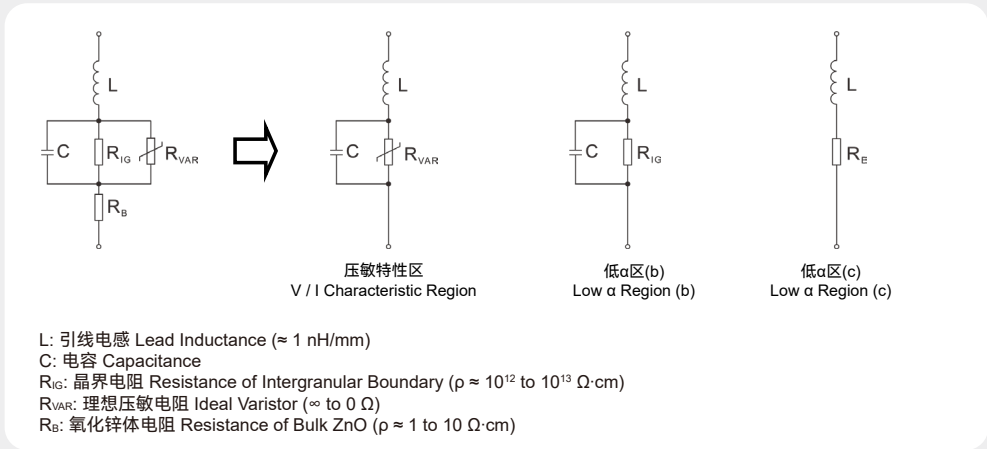 L
C
R_IG
R_VAR
R_B
L
C
R_VAR
压敏特性区
V / I Characteristic Region
L
C
R_IG
低α区(b)
Low α Region (b)
L
R_E
低α区(c)
Low α Region (c)
L: 引线电感 Lead Inductance (≈ 1 nH/mm)
C: 电容 Capacitance
R_IG: 晶界电阻 Resistance of Intergranular Boundary (ρ ≈ 10¹² to 10¹³ Ω·cm)
R_VAR: 理想压敏电阻 Ideal Varistor (∞ to 0 Ω)
R_B: 氧化锌体电阻 Resistance of Bulk ZnO (ρ ≈ 1 to 10 Ω·cm)